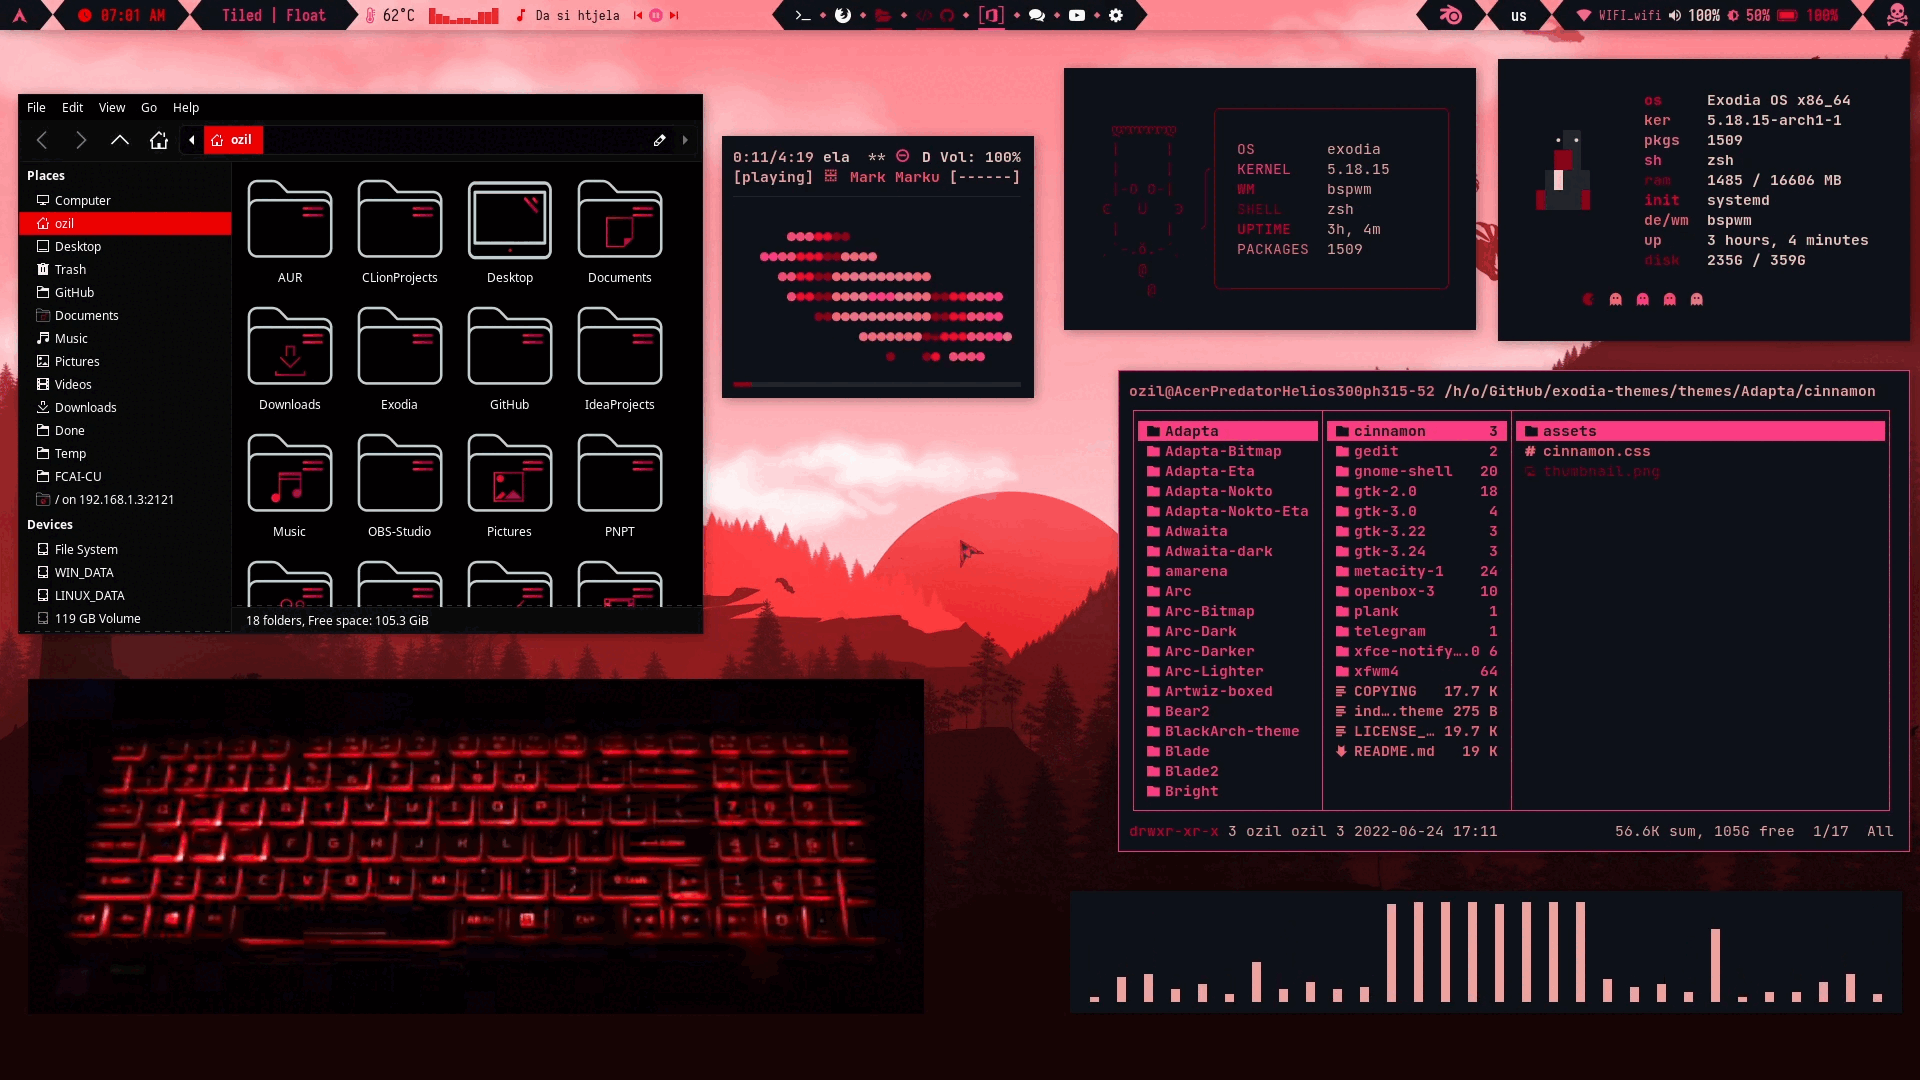 07:01 AM
Tiled | Float
62°C
Da si htjela
us
WIFI_wifi
100%
50%
100%
File Edit View Go Help
ozil
Places
Computer
ozil
Desktop
Trash
GitHub
Documents
Music
Pictures
Videos
Downloads
Done
Temp
FCAI-CU
/ on 192.168.1.3:2121
Devices
File System
WIN_DATA
LINUX_DATA
119 GB Volume
AUR CLionProjects Desktop Documents
Downloads Exodia GitHub IdeaProjects
Music OBS-Studio Pictures PNPT
18 folders, Free space: 105.3 GiB
0:11/4:19 ela ** D Vol: 100%
[playing] Mark Marku [------]
OS exodia
KERNEL 5.18.15
WM bspwm
SHELL zsh
UPTIME 3h, 4m
PACKAGES 1509
os Exodia OS x86_64
ker 5.18.15-arch1-1
pkgs 1509
sh zsh
ram 1485 / 16606 MB
init systemd
de/wm bspwm
up 3 hours, 4 minutes
disk 235G / 359G
ozil@AcerPredatorHelios300ph315-52 /h/o/GitHub/exodia-themes/themes/Adapta/cinnamon
Adapta
Adapta-Bitmap
Adapta-Eta
Adapta-Nokto
Adapta-Nokto-Eta
Adwaita
Adwaita-dark
amarena
Arc
Arc-Bitmap
Arc-Dark
Arc-Darker
Arc-Lighter
Artwiz-boxed
Bear2
BlackArch-theme
Blade
Blade2
Bright
cinnamon 3
gedit 2
gnome-shell 20
gtk-2.0 18
gtk-3.0 4
gtk-3.22 3
gtk-3.24 3
metacity-1 24
openbox-3 10
plank 1
telegram 1
xfce-notify….0 6
xfwm4 64
COPYING 17.7 K
ind….theme 275 B
LICENSE_… 19.7 K
README.md 19 K
assets
cinnamon.css
thumbnail.png
drwxr-xr-x 3 ozil ozil 3 2022-06-24 17:11 56.6K sum, 105G free 1/17 All